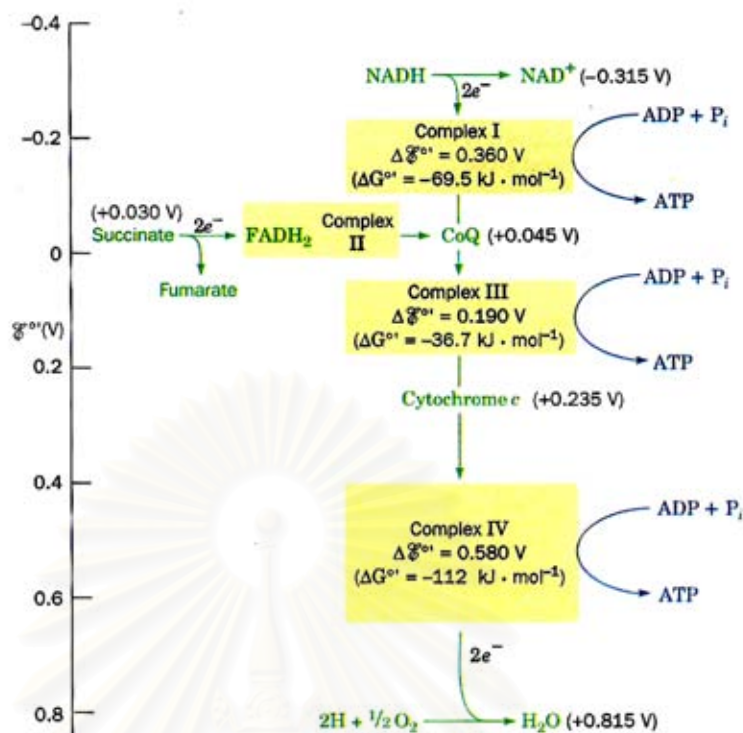 −0.4
NADH NAD⁺ (−0.315 V)
2e⁻
−0.2
Complex I
Δℰ°′ = 0.360 V
(ΔG°′ = −69.5 kJ · mol⁻¹)
ADP + Pᵢ
ATP
(+0.030 V)
Succinate 2e⁻ FADH₂ Complex II CoQ (+0.045 V)
0
Fumarate
Complex III
Δℰ°′ = 0.190 V
(ΔG°′ = −36.7 kJ · mol⁻¹)
ADP + Pᵢ
ATP
ℰ°′(V)
0.2
Cytochrome c (+0.235 V)
0.4
Complex IV
Δℰ°′ = 0.580 V
(ΔG°′ = −112 kJ · mol⁻¹)
ADP + Pᵢ
ATP
0.6
2e⁻
0.8
2H + ½ O₂ H₂O (+0.815 V)